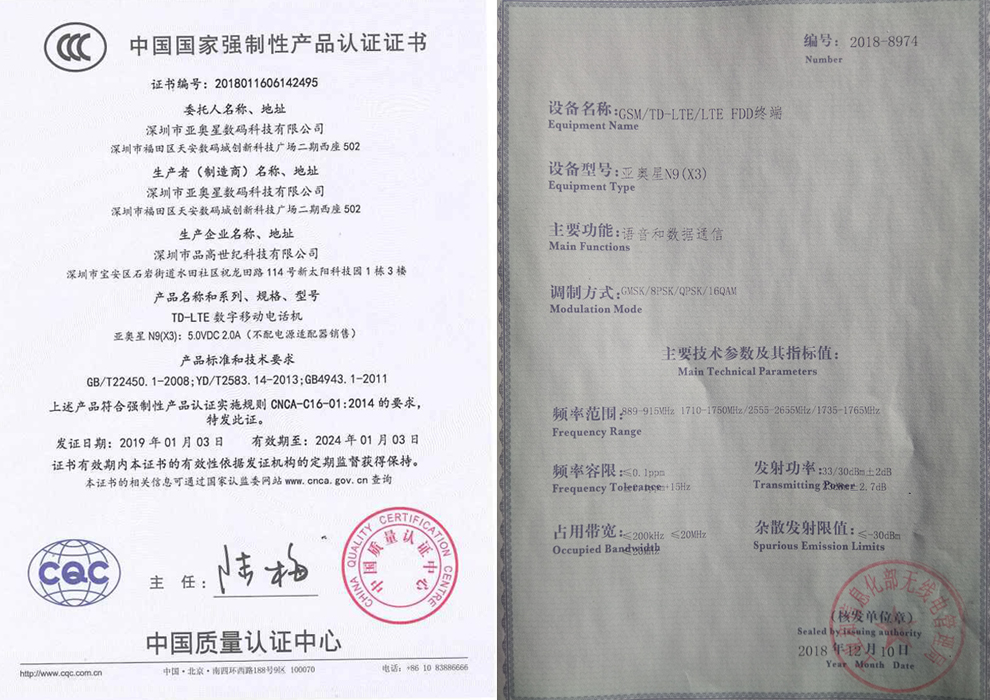 中国国家强制性产品认证证书
证书编号：2018011606142495
委托人名称、地址
深圳市亚奥星数码科技有限公司
深圳市福田区天安数码城创新科技广场二期西座 502
生产者（制造商）名称、地址
深圳市亚奥星数码科技有限公司
深圳市福田区天安数码城创新科技广场二期西座 502
生产企业名称、地址
深圳市品高世纪科技有限公司
深圳市宝安区石岩街道水田社区祝龙田路 114 号新太阳科技园 1 栋 3 楼
产品名称和系列、规格、型号
TD-LTE 数字移动电话机
亚奥星 N9(X3)：5.0VDC 2.0A（不配电源适配器销售）
产品标准和技术要求
GB/T22450.1-2008;YD/T2583.14-2013;GB4943.1-2011
上述产品符合强制性产品认证实施规则 CNCA-C16-01:2014 的要求，
特发此证。
发证日期：2019 年 01 月 03 日 有效期至：2024 年 01 月 03 日
证书有效期内本证书的有效性依据发证机构的定期监督获得保持。
本证书的相关信息可通过国家认监委网站 www.cnca.gov.cn 查询
CQC
主 任：
CHINA QUALITY CERTIFICATION CENTRE
中国质量认证中心
中国质量认证中心
http://www.cqc.com.cn
中国·北京·南四环西路188号9区 100070
电话：+86 10 83886666
编号：2018-8974
Number
设备名称:GSM/TD-LTE/LTE FDD终端
Equipment Name
设备型号:亚奥星N9(X3)
Equipment Type
主要功能:语音和数据通信
Main Functions
调制方式:GMSK/8PSK/QPSK/16QAM
Modulation Mode
主要技术参数及其指标值：
Main Technical Parameters
频率范围:889-915MHz 1710-1750MHz/2555-2655MHz/1735-1765MHz
Frequency Range
频率容限:≤0.1ppm
Frequency Tolerance +15Hz
发射功率:33/30dBm±2dB
Transmitting Power ±2.7dB
占用带宽:≤200kHz ≤20MHz
Occupied Bandwidth
杂散发射限值:≤-30dBm
Spurious Emission Limits
（核发单位章）
Sealed by issuing authority
2018 年 12 月 10 日
Year Month Date